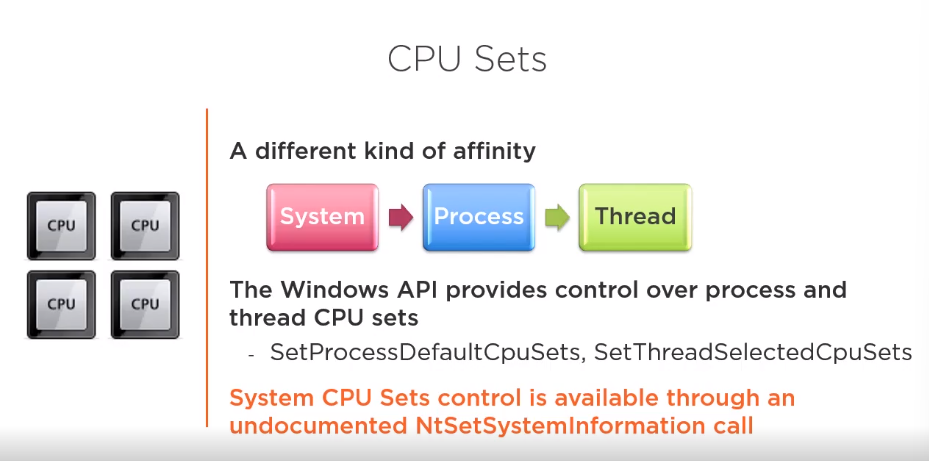 CPU Sets
A different kind of affinity
System
Process
Thread
CPU
CPU
CPU
CPU
The Windows API provides control over process and
thread CPU sets
- SetProcessDefaultCpuSets, SetThreadSelectedCpuSets
System CPU Sets control is available through an
undocumented NtSetSystemInformation call